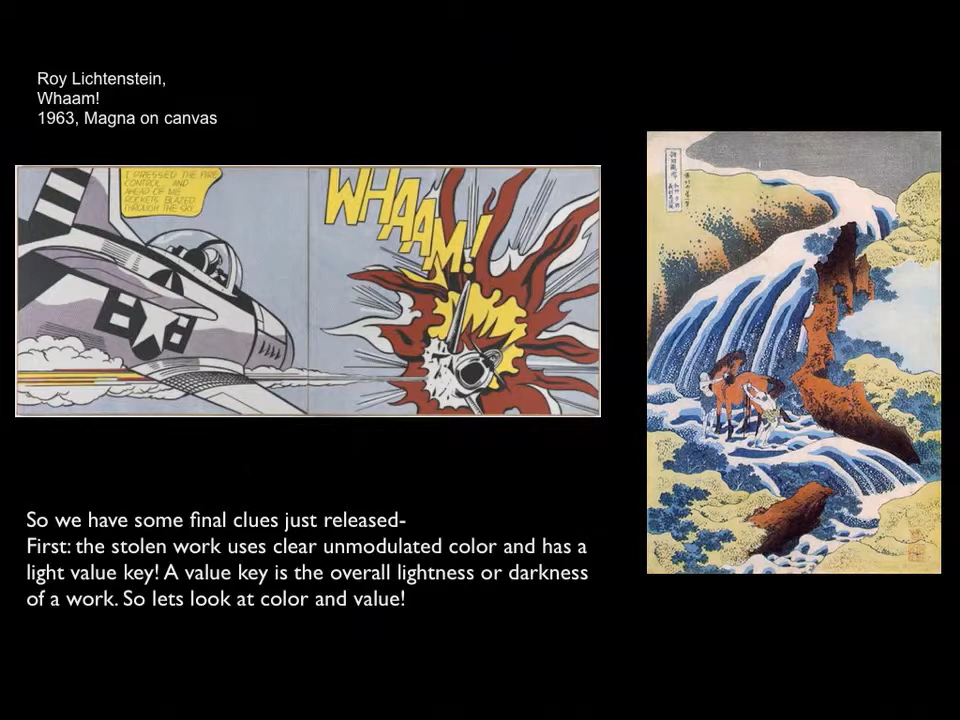 Roy Lichtenstein,
Whaam!
1963, Magna on canvas
I PRESSED THE FIRE
CONTROL... AND
AHEAD OF ME
ROCKETS BLAZED
THROUGH THE SKY...
WHAAM!
So we have some final clues just released-
First: the stolen work uses clear unmodulated color and has a
light value key! A value key is the overall lightness or darkness
of a work. So lets look at color and value!